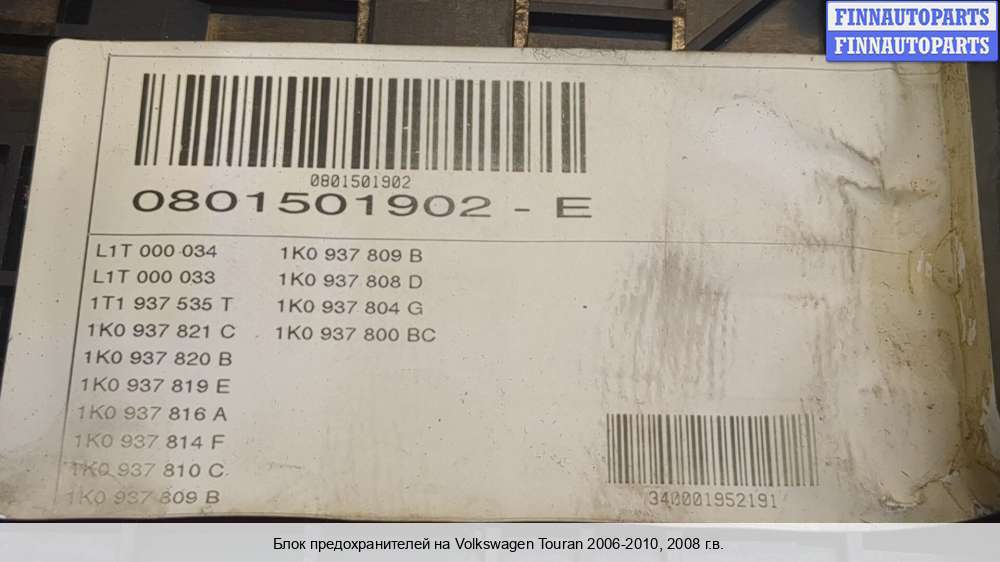 FINNAUTOPARTS
FINNAUTOPARTS
0801501902
0801501902 - E
L1T 000 034
L1T 000 033
1T1 937 535 T
1K0 937 821 C
1K0 937 820 B
1K0 937 819 E
1K0 937 816 A
1K0 937 814 F
1K0 937 810 C
1K0 937 809 B
1K0 937 809 B
1K0 937 808 D
1K0 937 804 G
1K0 937 800 BC
340001952191
Блок предохранителей на Volkswagen Touran 2006-2010, 2008 г.в.